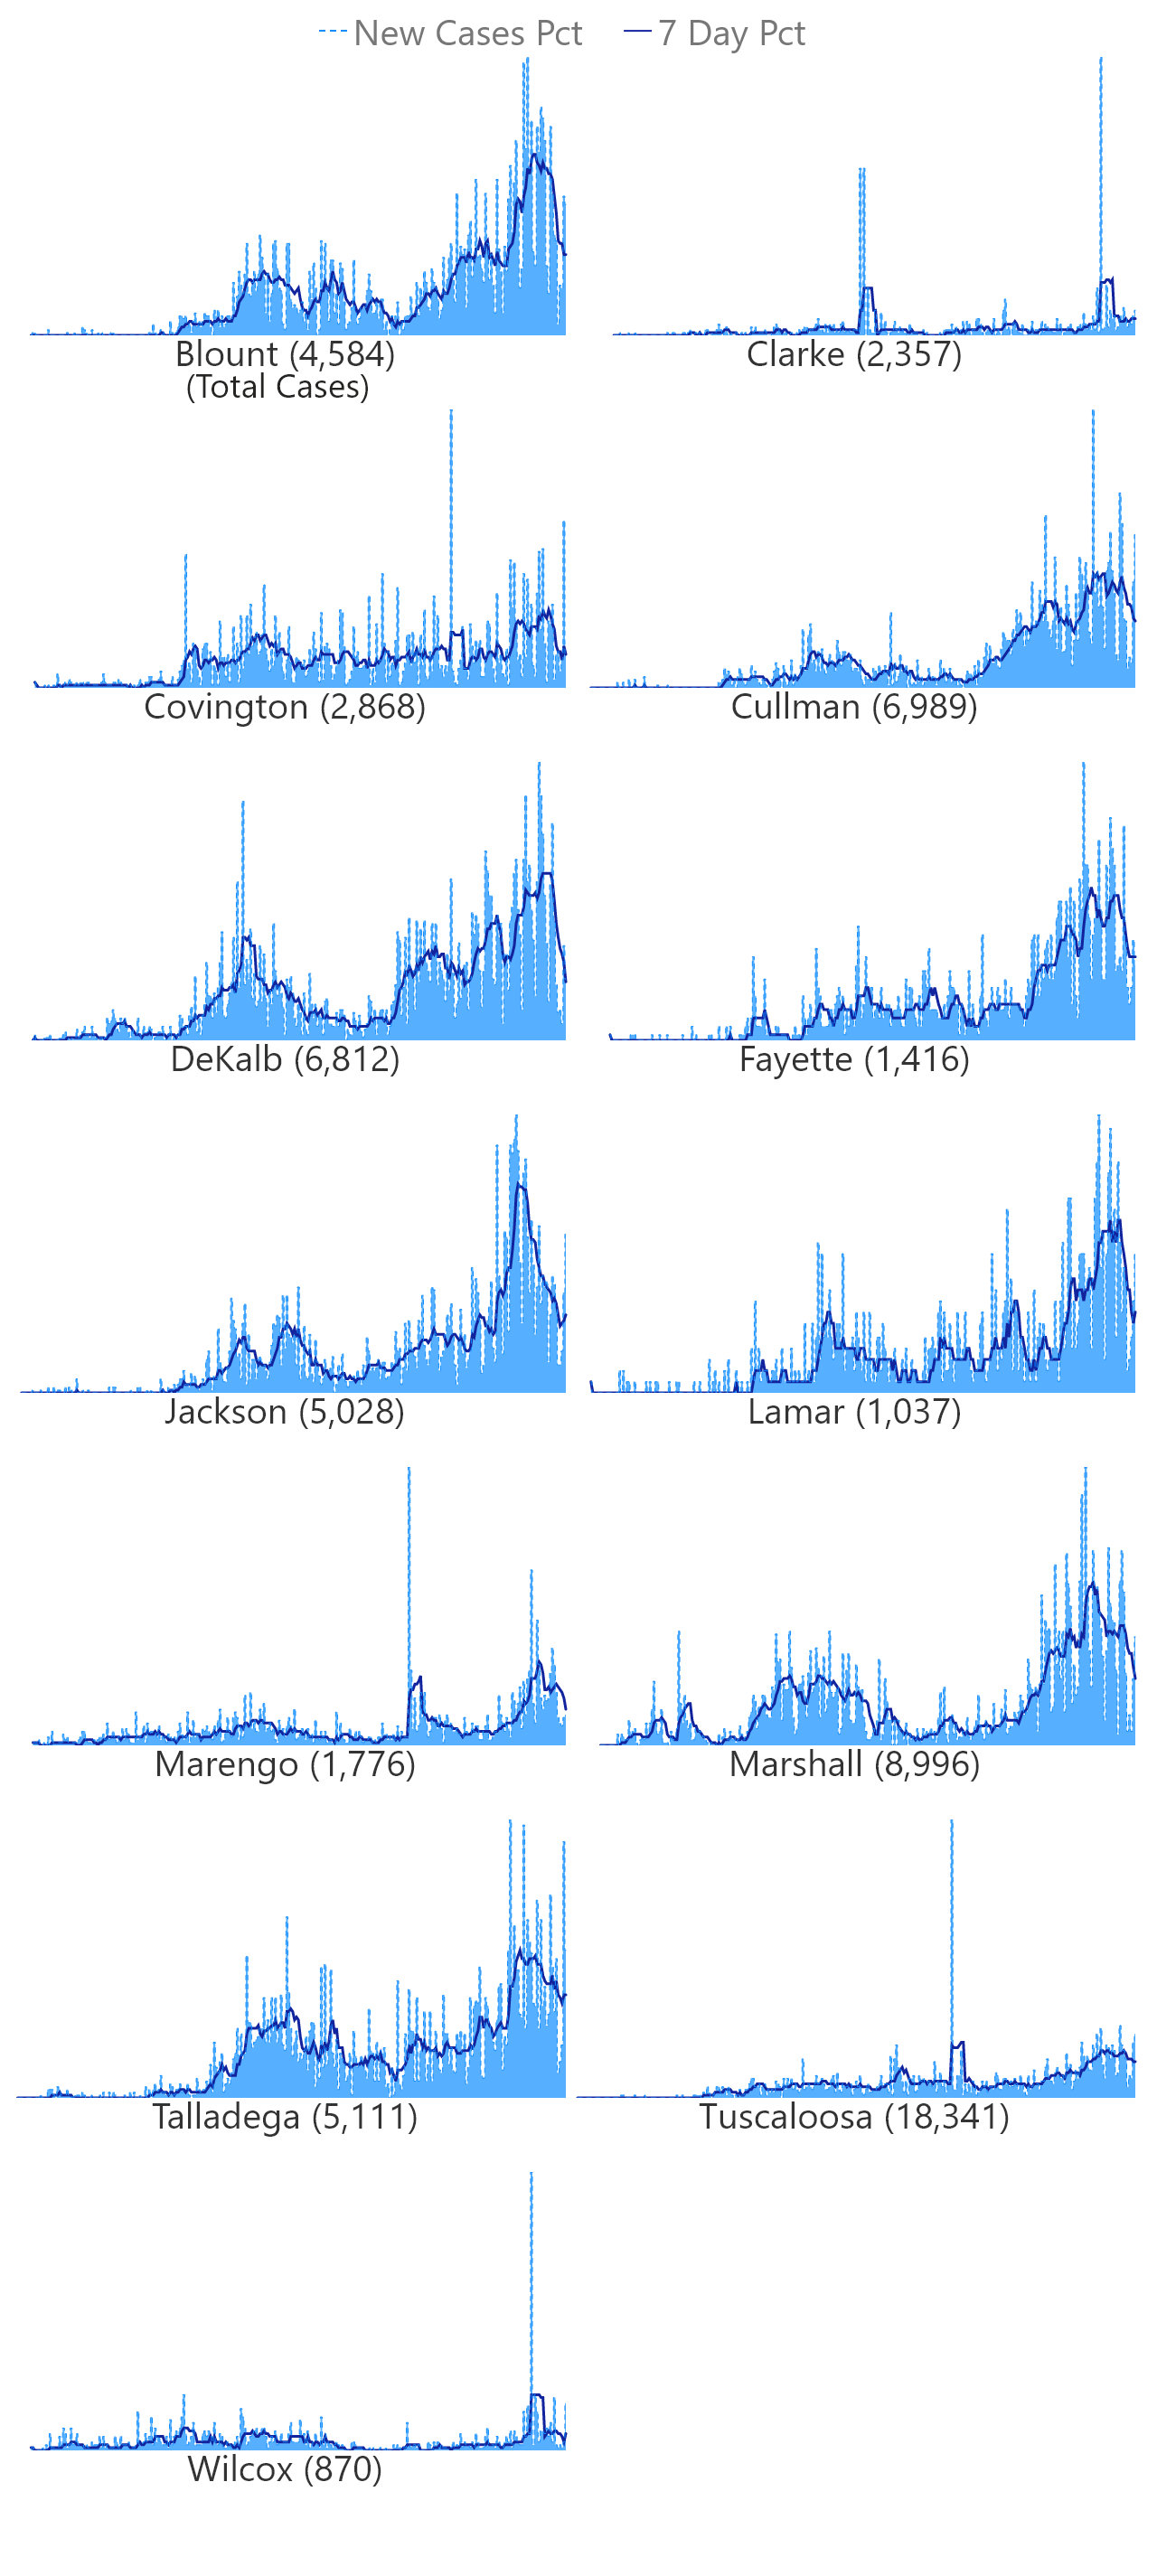 New Cases Pct 7 Day Pct
Blount (4,584) Clarke (2,357)
(Total Cases)
Covington (2,868) Cullman (6,989)
DeKalb (6,812) Fayette (1,416)
Jackson (5,028) Lamar (1,037)
Marengo (1,776) Marshall (8,996)
Talladega (5,111) Tuscaloosa (18,341)
Wilcox (870)